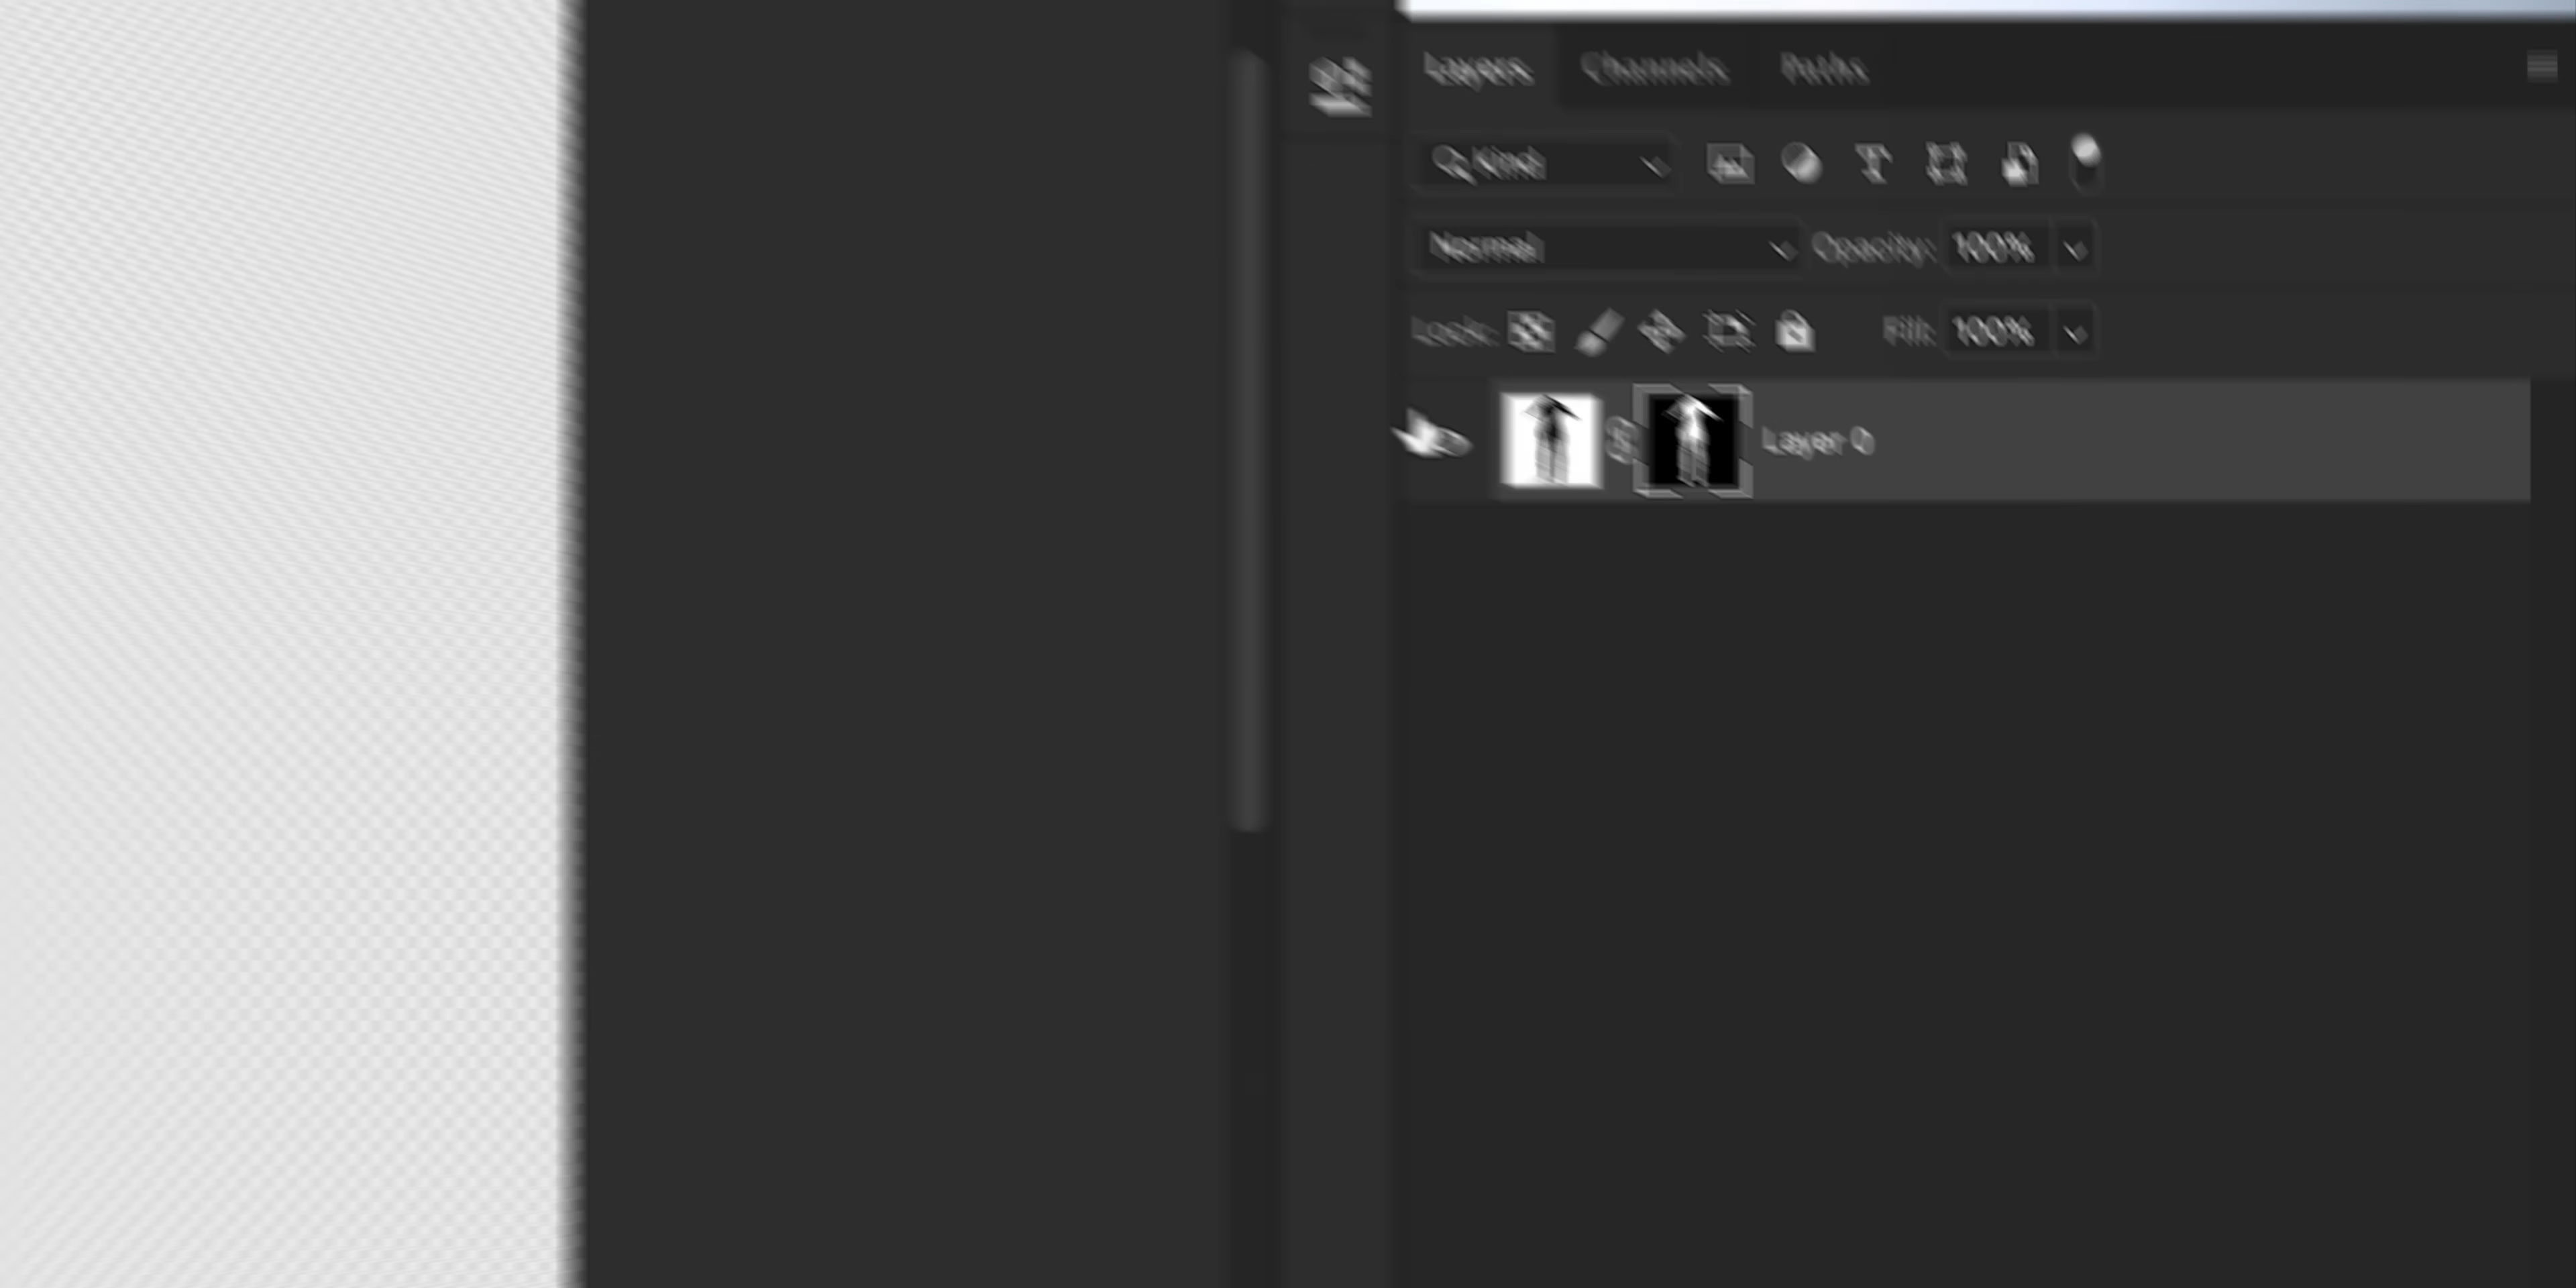 Layers Channels Paths
Kind
Normal Opacity: 100%
Lock: Fill: 100%
Layer 0